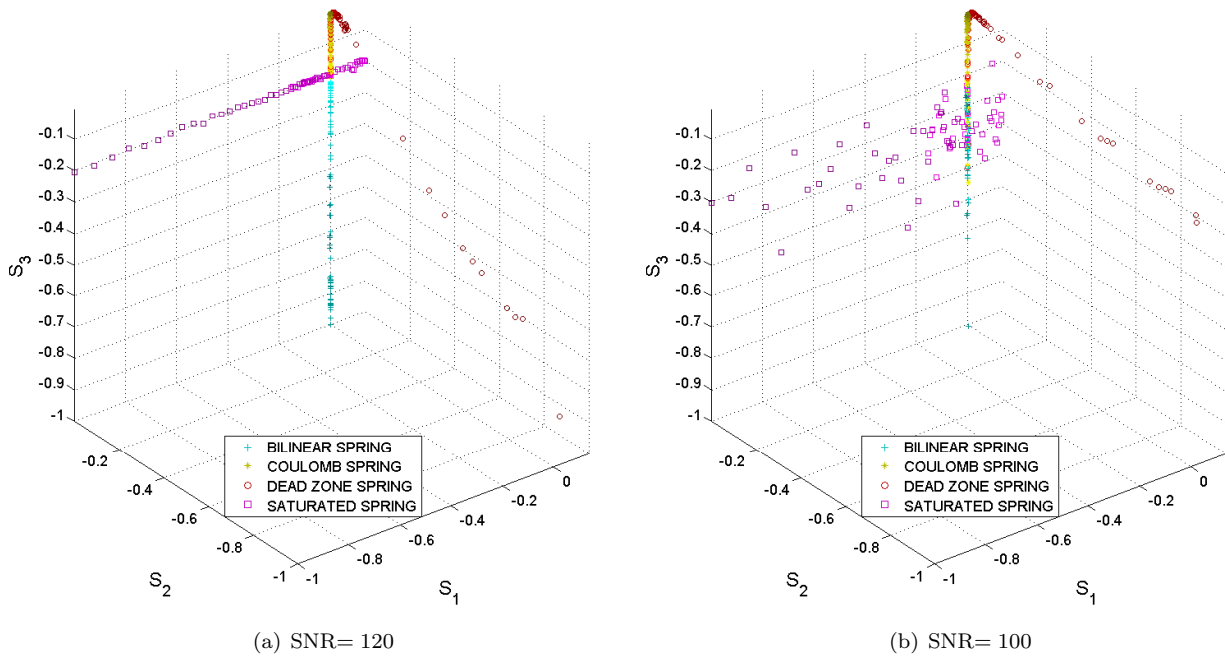 -0.1
-0.2
-0.3
-0.4
-0.5
-0.6
-0.7
-0.8
-0.9
-1
S3
-0.2
-0.4
-0.6
-0.8
-1
S2
-1
-0.8
-0.6
-0.4
-0.2
0
S1
BILINEAR SPRING
COULOMB SPRING
DEAD ZONE SPRING
SATURATED SPRING
(a) SNR= 120
-0.1
-0.2
-0.3
-0.4
-0.5
-0.6
-0.7
-0.8
-0.9
-1
S3
-0.2
-0.4
-0.6
-0.8
-1
S2
-1
-0.8
-0.6
-0.4
-0.2
0
S1
BILINEAR SPRING
COULOMB SPRING
DEAD ZONE SPRING
SATURATED SPRING
(b) SNR= 100